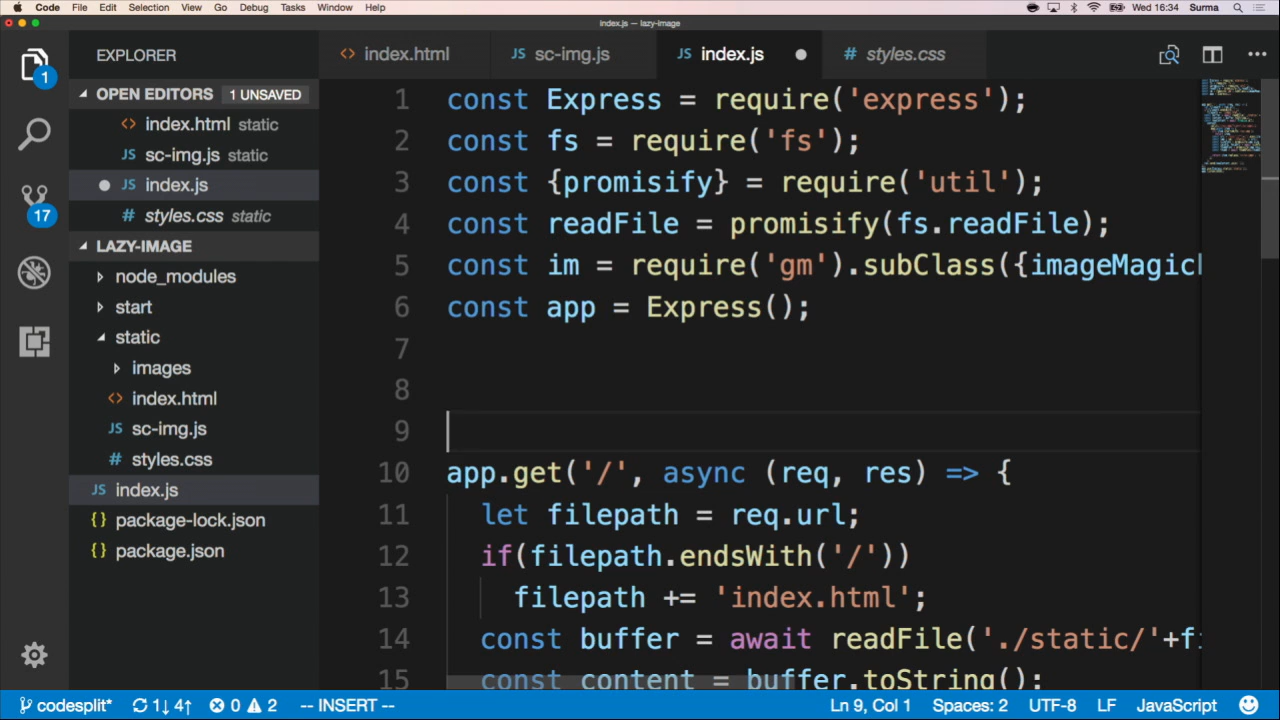 Code File Edit Selection View Go Debug Tasks Window Help Wed 16:34 Surma
index.js — lazy-image
EXPLORER
OPEN EDITORS 1 UNSAVED
index.html static
JS sc-img.js static
JS index.js
# styles.css static
LAZY-IMAGE
node_modules
start
static
images
index.html
JS sc-img.js
# styles.css
JS index.js
{} package-lock.json
{} package.json
1
17
index.html JS sc-img.js JS index.js # styles.css
1 const Express = require('express');
2 const fs = require('fs');
3 const {promisify} = require('util');
4 const readFile = promisify(fs.readFile);
5 const im = require('gm').subClass({imageMagic
6 const app = Express();
7
8
9
10 app.get('/', async (req, res) => {
11 let filepath = req.url;
12 if(filepath.endsWith('/'))
13 filepath += 'index.html';
14 const buffer = await readFile('./static/'+fi
15 const content = buffer.toString();
codesplit* 1↓ 4↑ 0 2 -- INSERT -- Ln 9, Col 1 Spaces: 2 UTF-8 LF JavaScript